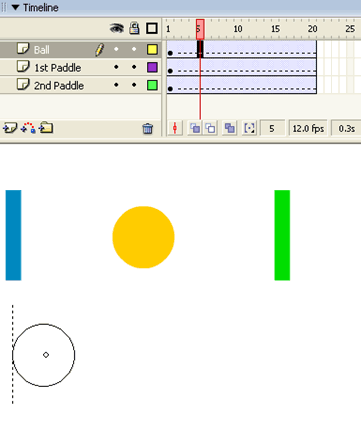 Timeline
1 5 10 15 20 25
Ball
1st Paddle
2nd Paddle
5 12.0 fps 0.3s